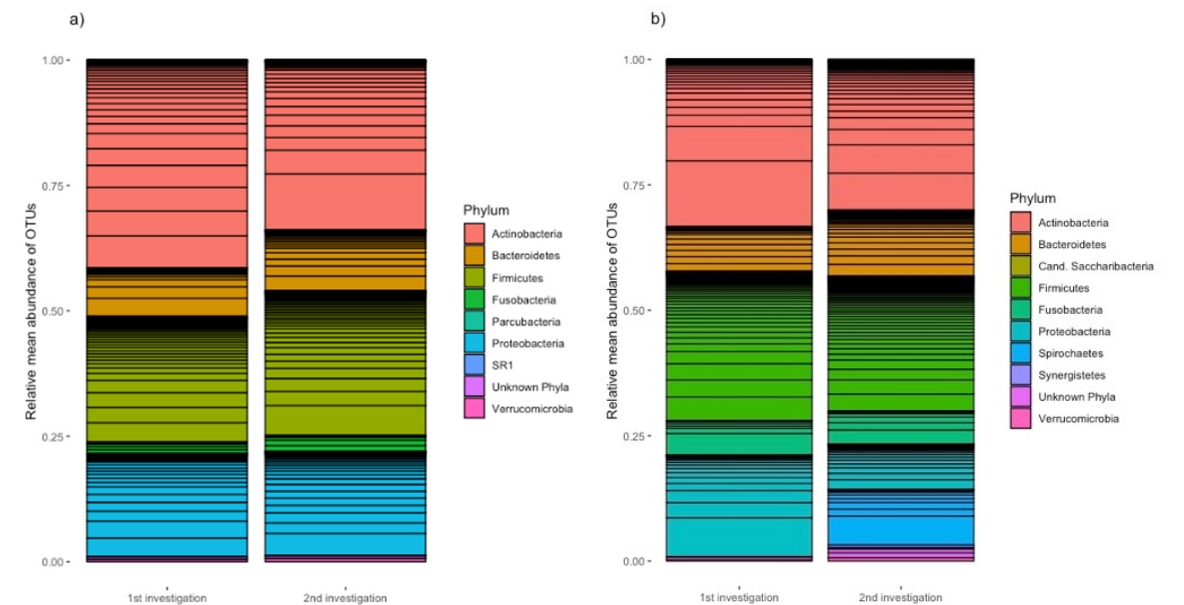 a)
Relative mean abundance of OTUs
1.00
0.75
0.50
0.25
0.00
1st investigation
2nd investigation
Phylum
Actinobacteria
Bacteroidetes
Firmicutes
Fusobacteria
Parcubacteria
Proteobacteria
SR1
Unknown Phyla
Verrucomicrobia
b)
Relative mean abundance of OTUs
1.00
0.75
0.50
0.25
0.00
1st investigation
2nd investigation
Phylum
Actinobacteria
Bacteroidetes
Cand. Saccharibacteria
Firmicutes
Fusobacteria
Proteobacteria
Spirochaetes
Synergistetes
Unknown Phyla
Verrucomicrobia